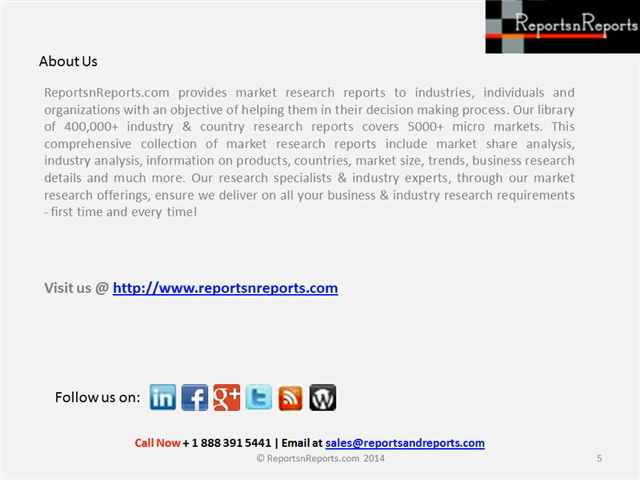 ReportsnReports
About Us
ReportsnReports.com provides market research reports to industries, individuals and
organizations with an objective of helping them in their decision making process. Our library
of 400,000+ industry & country research reports covers 5000+ micro markets. This
comprehensive collection of market research reports include market share analysis,
industry analysis, information on products, countries, market size, trends, business research
details and much more. Our research specialists & industry experts, through our market
research offerings, ensure we deliver on all your business & industry research requirements
- first time and every time!
Visit us @ http://www.reportsnreports.com
Follow us on: in f g+ t W
Call Now + 1 888 391 5441 | Email at sales@reportsandreports.com
© ReportsnReports.com 2014 5